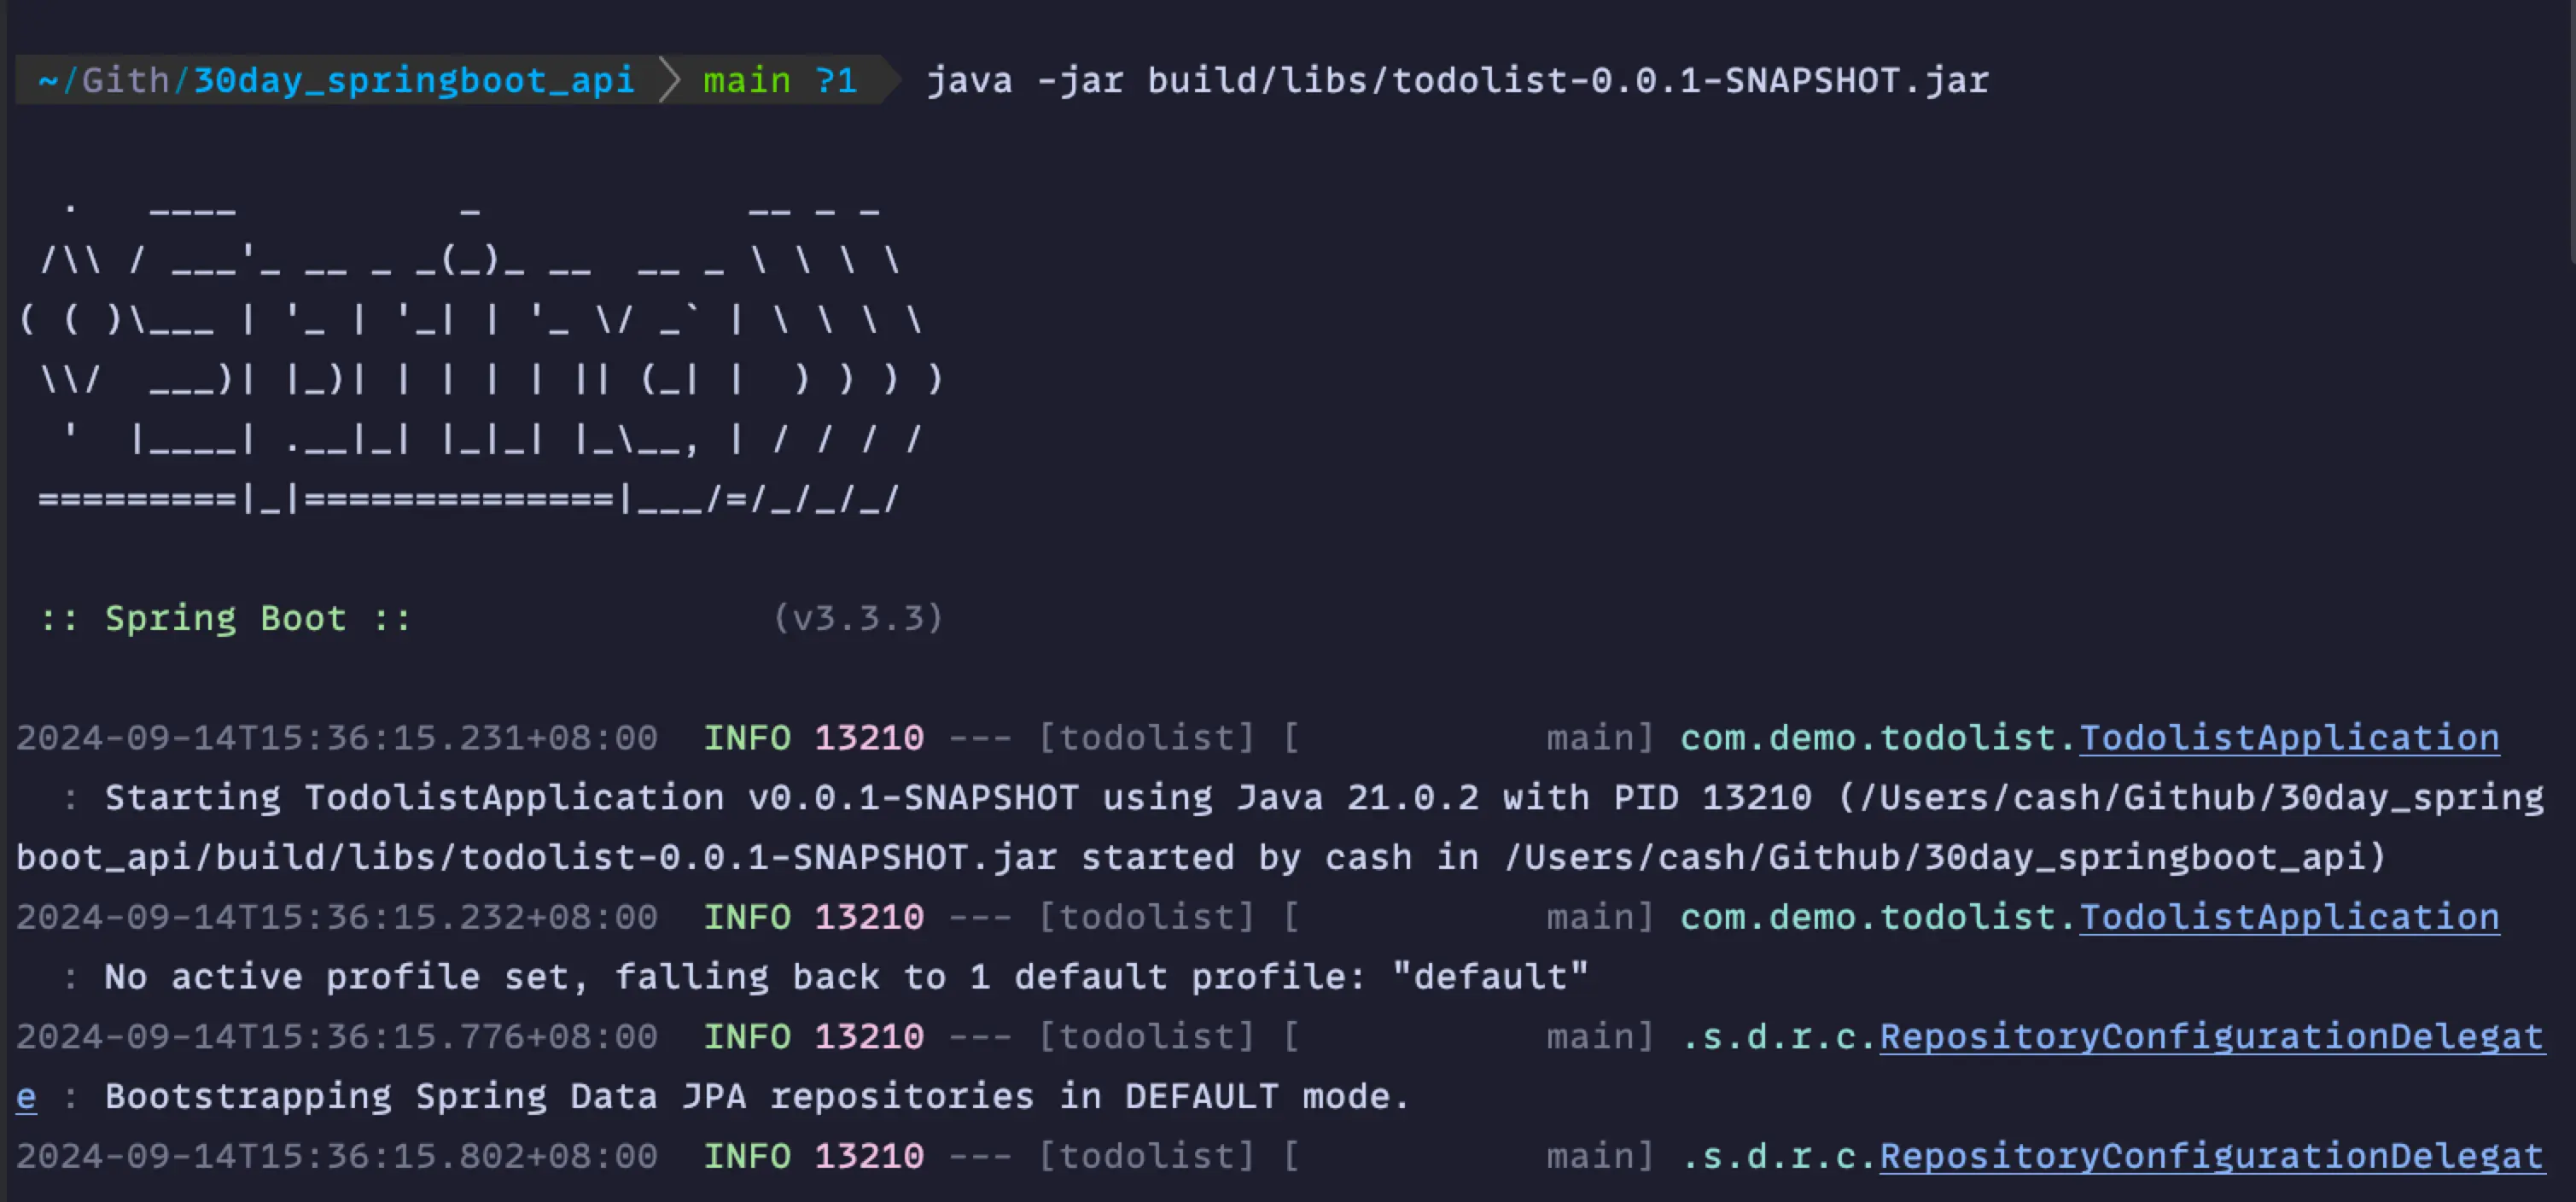 ~/Gith/30day_springboot_api main ?1 java -jar build/libs/todolist-0.0.1-SNAPSHOT.jar
  .   ____          _            __ _ _
 /\\ / ___'_ __ _ _(_)_ __  __ _ \ \ \ \
( ( )\___ | '_ | '_| | '_ \/ _` | \ \ \ \
 \\/  ___)| |_)| | | | | || (_| |  ) ) ) )
  '  |____| .__|_| |_|_| |_\__, | / / / /
 =========|_|==============|___/=/_/_/_/
 :: Spring Boot ::                (v3.3.3)
2024-09-14T15:36:15.231+08:00  INFO 13210 --- [todolist] [           main] com.demo.todolist.TodolistApplication
  : Starting TodolistApplication v0.0.1-SNAPSHOT using Java 21.0.2 with PID 13210 (/Users/cash/Github/30day_spring
boot_api/build/libs/todolist-0.0.1-SNAPSHOT.jar started by cash in /Users/cash/Github/30day_springboot_api)
2024-09-14T15:36:15.232+08:00  INFO 13210 --- [todolist] [           main] com.demo.todolist.TodolistApplication
  : No active profile set, falling back to 1 default profile: "default"
2024-09-14T15:36:15.776+08:00  INFO 13210 --- [todolist] [           main] .s.d.r.c.RepositoryConfigurationDelegat
e : Bootstrapping Spring Data JPA repositories in DEFAULT mode.
2024-09-14T15:36:15.802+08:00  INFO 13210 --- [todolist] [           main] .s.d.r.c.RepositoryConfigurationDelegat